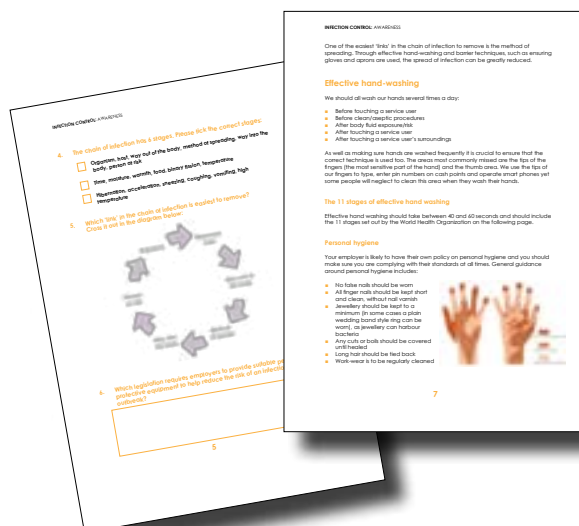 INFECTION CONTROL: AWARENESS
4. The chain of infection has 6 stages. Please tick the correct stages:
Organism, host, way out of the body, method of spreading, way into the
body, person at risk
Time, moisture, warmth, food, binary fission, temperature
Hibernation, acceleration, sneezing, coughing, vomiting, high
temperature
5. Which 'link' in the chain of infection is easiest to remove?
Cross it out in the diagram below:
6. Which legislation requires employers to provide suitable
protective equipment to help reduce the risk of an infection
outbreak?
5
INFECTION CONTROL: AWARENESS
One of the easiest 'links' in the chain of infection to remove is the method of
spreading. Through effective hand-washing and barrier techniques, such as ensuring
gloves and aprons are used, the spread of infection can be greatly reduced.
Effective hand-washing
We should all wash our hands several times a day:
Before touching a service user
Before clean/aseptic procedures
After body fluid exposure/risk
After touching a service user
After touching a service user's surroundings
As well as making sure hands are washed frequently it is crucial to ensure that the
correct technique is used. The areas most commonly missed are the tips of the
fingers (the most sensitive part of the hand) and the thumb area. We use the tips of
our fingers to type, enter pin numbers on cash points and operate smart phones yet
some people will neglect to clean this area when they wash their hands.
The 11 stages of effective hand washing
Effective hand-washing should take between 40 and 60 seconds and should include
the 11 stages set out by the World Health Organization on the following page.
Personal hygiene
Your employer is likely to have their own policy on personal hygiene and you should
make sure you are complying with their standards at all times. General guidance
around personal hygiene includes:
No false nails should be worn
All finger nails should be kept short
and clean, without nail varnish
Jewellery should be kept to a
minimum (in some cases a plain
wedding band style ring can be
worn), as jewellery can harbour
bacteria
Any cuts or boils should be covered
until healed
Long hair should be tied back
Work-wear is to be regularly cleaned
7